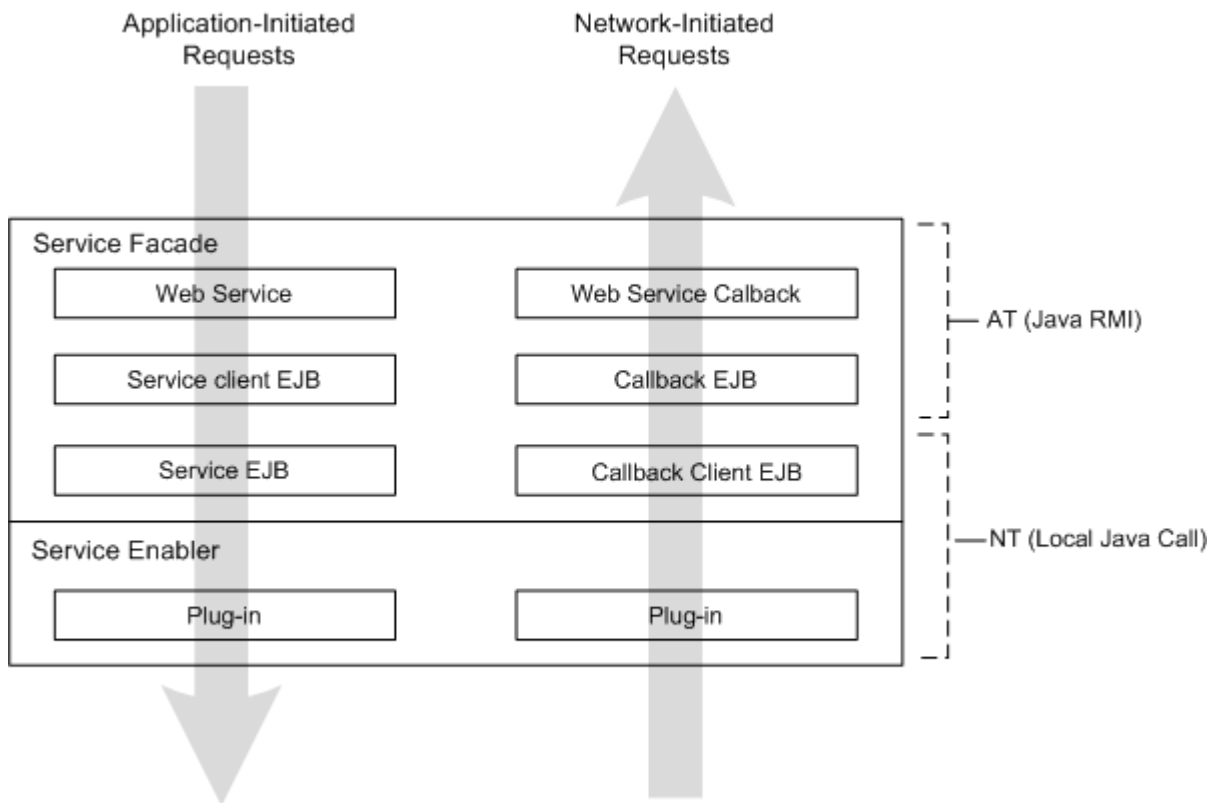 Application-Initiated
Requests
Network-Initiated
Requests
Service Facade
Web Service
Web Service Calback
AT (Java RMI)
Service client EJB
Callback EJB
Service EJB
Callback Client EJB
Service Enabler
NT (Local Java Call)
Plug-in
Plug-in